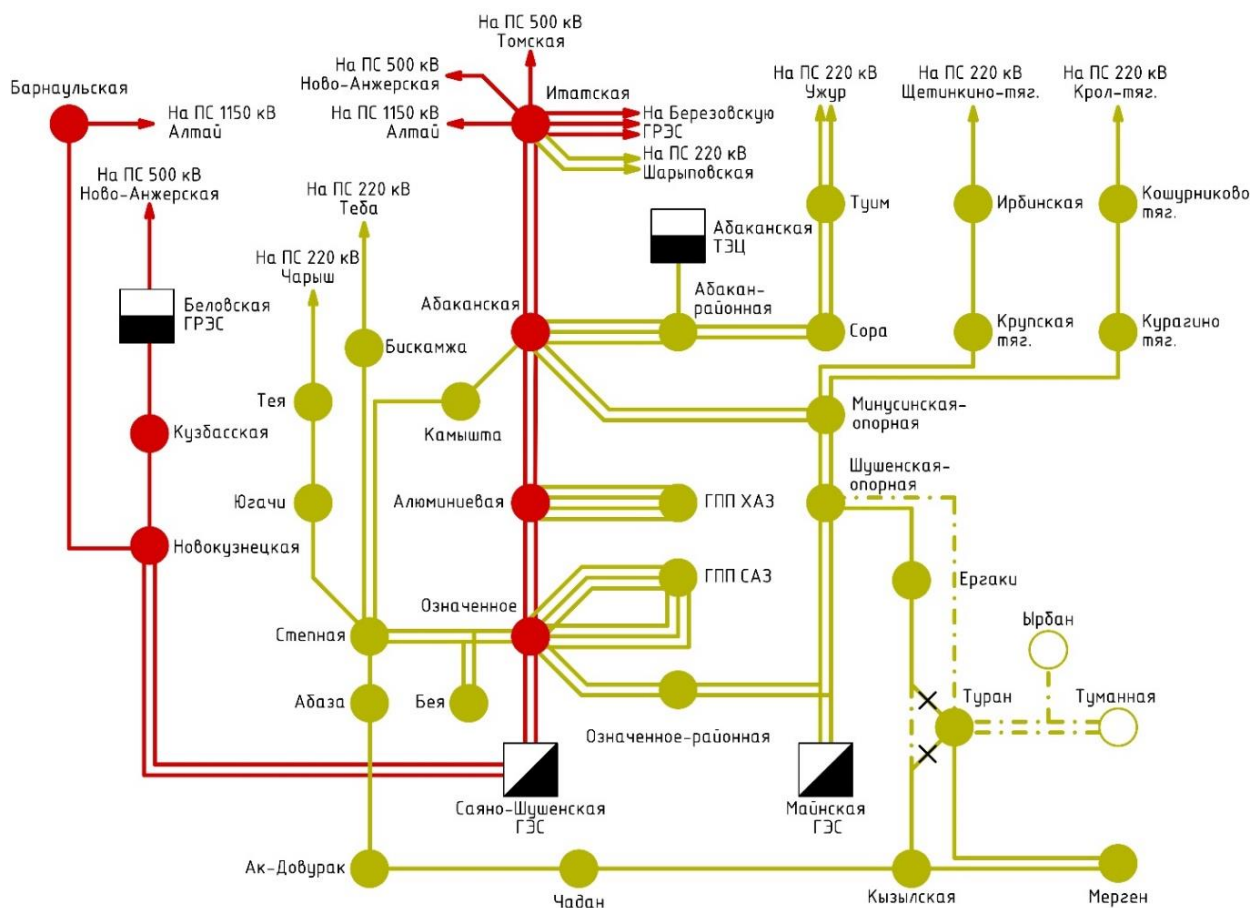 На ПС 500 кВ
Томская
На ПС 500 кВ
Ново-Анжерская
Итатская
На ПС 1150 кВ
Алтай
На Березовскую
ГРЭС
На ПС 220 кВ
Шарыповская
На ПС 220 кВ
Ужур
На ПС 220 кВ
Щетинкино-тяг.
На ПС 220 кВ
Крол-тяг.
Барнаульская
На ПС 1150 кВ
Алтай
На ПС 500 кВ
Ново-Анжерская
На ПС 220 кВ
Теба
Абаканская
ТЭЦ
Туим
Ирбинская
Кошурниково
тяг.
На ПС 220 кВ
Чарыш
Беловская
ГРЭС
Бискамжа
Абаканская
Абакан-
районная
Сора
Крупская
тяг.
Курагино
тяг.
Тея
Кузбасская
Камышта
Минусинская-
опорная
Шушенская-
опорная
Югачи
Алюминиевая
ГПП ХАЗ
Новокузнецкая
ГПП САЗ
Ергаки
Означенное
Степная
Ырбан
Абаза
Бея
Туран
Туманная
Означенное-районная
Саяно-Шушенская
ГЭС
Майнская
ГЭС
Ак-Довурак
Чадан
Кызылская
Мерген